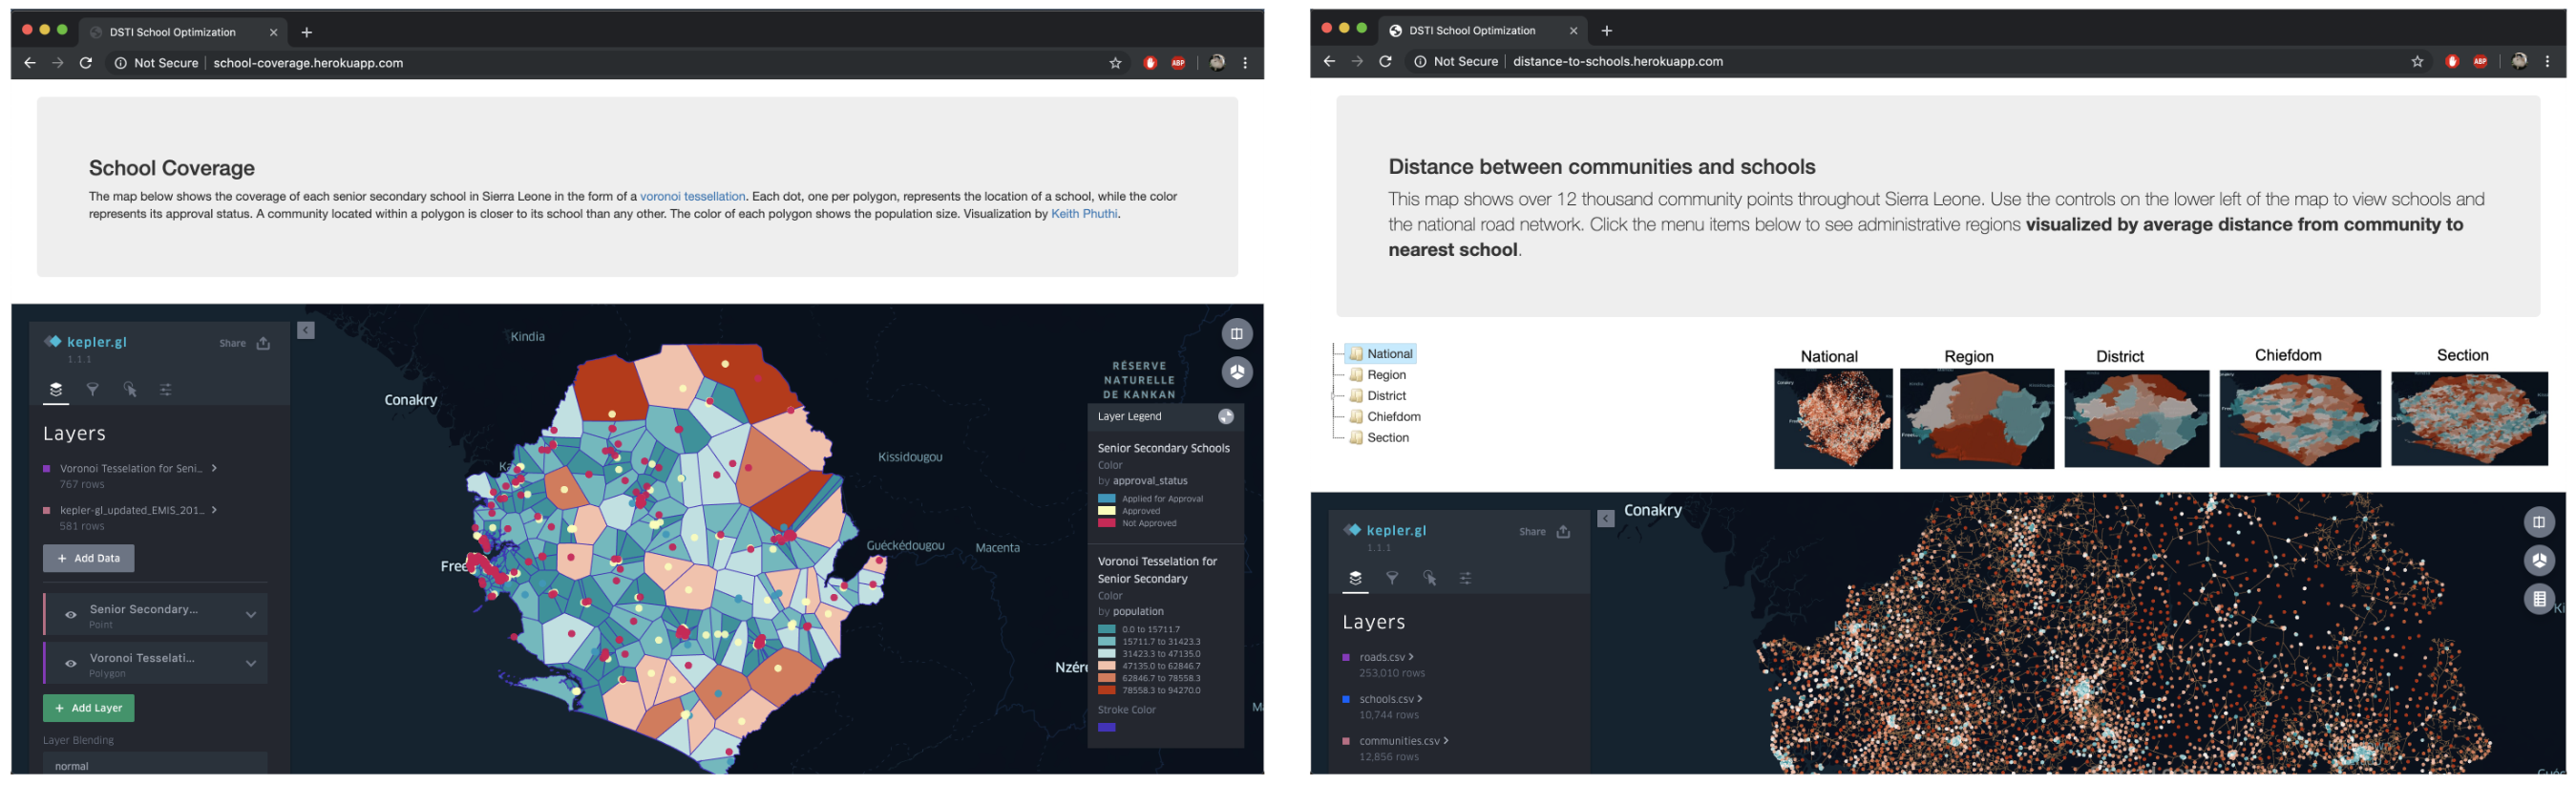 DSTI School Optimization
Not Secure | school-coverage.herokuapp.com
ABP
School Coverage
The map below shows the coverage of each senior secondary school in Sierra Leone in the form of a voronoi tessellation. Each dot, one per polygon, represents the location of a school, while the color
represents its approval status. A community located within a polygon is closer to its school than any other. The color of each polygon shows the population size. Visualization by Keith Phuthi.
kepler.gl
Share
1.1.1
Layers
Voronoi Tesselation for Seni...
767 rows
kepler-gl_updated_EMIS_201...
581 rows
+ Add Data
Senior Secondary...
Point
Voronoi Tesselati...
Polygon
+ Add Layer
Layer Blending
normal
Kindia
Conakry
RÉSERVE
NATURELLE
DE KANKAN
Kissidougou
Guéckédougou
Macenta
Free
Nzér
Layer Legend
Senior Secondary Schools
Color
by approval_status
Applied for Approval
Approved
Not Approved
Voronoi Tesselation for
Senior Secondary
Color
by population
0.0 to 15711.7
15711.7 to 31423.3
31423.3 to 47135.0
47135.0 to 62846.7
62846.7 to 78558.3
78558.3 to 94270.0
Stroke Color
DSTI School Optimization
Not Secure | distance-to-schools.herokuapp.com
ABP
Distance between communities and schools
This map shows over 12 thousand community points throughout Sierra Leone. Use the controls on the lower left of the map to view schools and
the national road network. Click the menu items below to see administrative regions visualized by average distance from community to
nearest school.
National
Region
District
Chiefdom
Section
National
Region
District
Chiefdom
Section
kepler.gl
Share
1.1.1
Layers
roads.csv
253,010 rows
schools.csv
10,744 rows
communities.csv
12,856 rows
Conakry